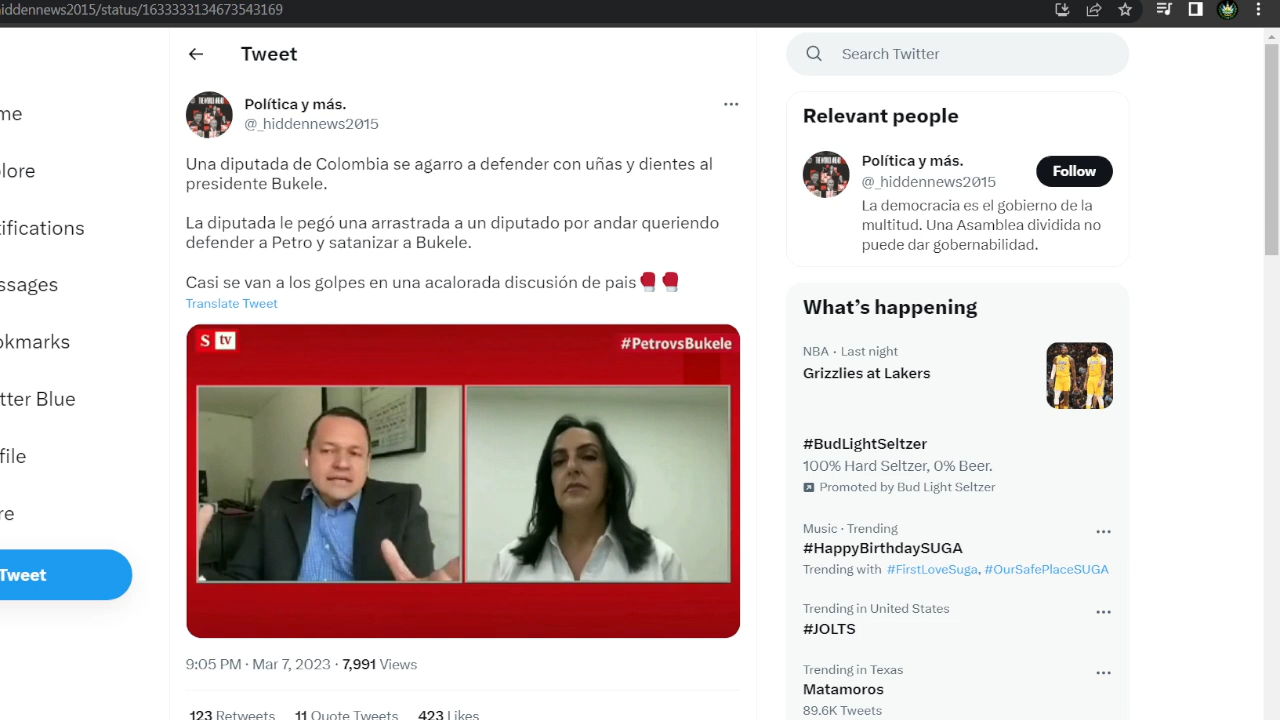 iddennews2015/status/1633333134673543169
me
lore
tifications
ssages
okmarks
tter Blue
file
re
Tweet
Tweet
Política y más.
@_hiddennews2015
Una diputada de Colombia se agarro a defender con uñas y dientes al
presidente Bukele.
La diputada le pegó una arrastrada a un diputado por andar queriendo
defender a Petro y satanizar a Bukele.
Casi se van a los golpes en una acalorada discusión de pais🥊🥊
Translate Tweet
S tv
#PetrovsBukele
9:05 PM · Mar 7, 2023 · 7,991 Views
123 Retweets 11 Quote Tweets 423 Likes
Search Twitter
Relevant people
Política y más.
@_hiddennews2015
Follow
La democracia es el gobierno de la
multitud. Una Asamblea dividida no
puede dar gobernabilidad.
What’s happening
NBA · Last night
Grizzlies at Lakers
#BudLightSeltzer
100% Hard Seltzer, 0% Beer.
Promoted by Bud Light Seltzer
Music · Trending
#HappyBirthdaySUGA
Trending with #FirstLoveSuga, #OurSafePlaceSUGA
Trending in United States
#JOLTS
Trending in Texas
Matamoros
89.6K Tweets